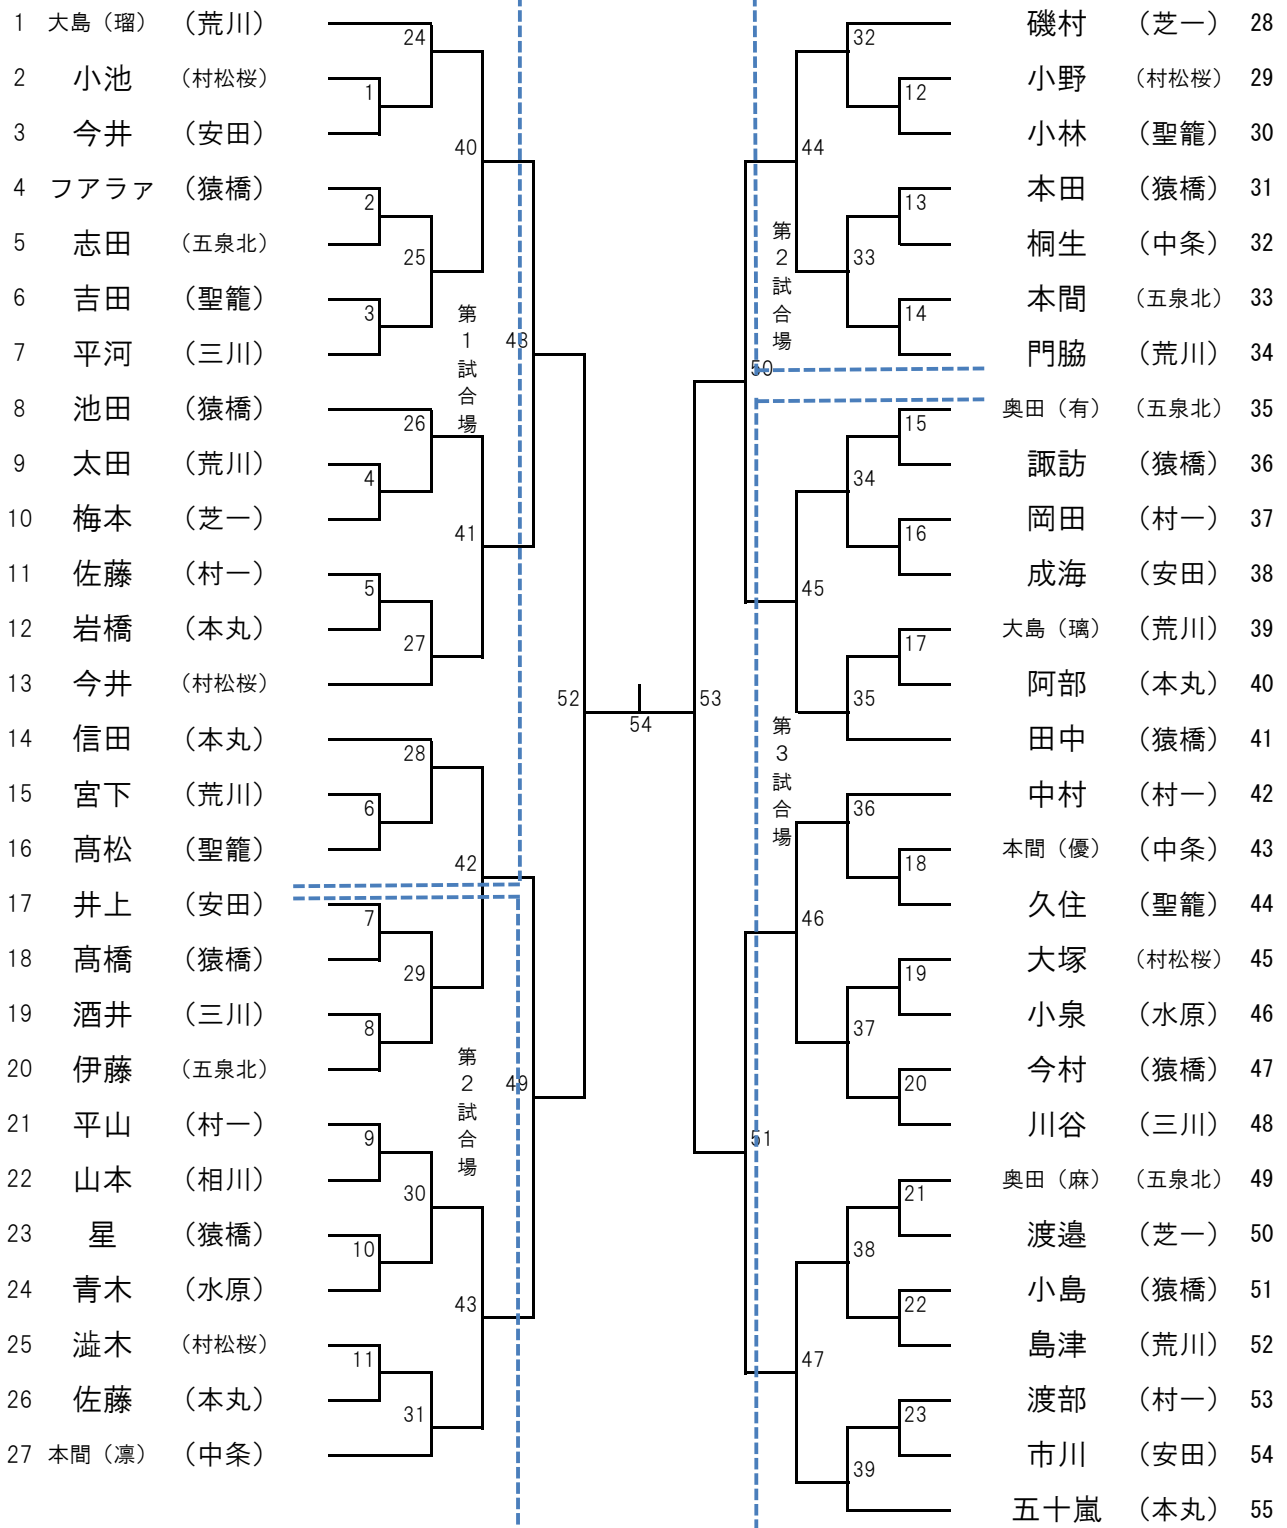 1 大島（瑠） （荒川）
2 小池 （村松桜）
3 今井 （安田）
4 フアラァ （猿橋）
5 志田 （五泉北）
6 吉田 （聖籠）
7 平河 （三川）
8 池田 （猿橋）
9 太田 （荒川）
10 梅本 （芝一）
11 佐藤 （村一）
12 岩橋 （本丸）
13 今井 （村松桜）
14 信田 （本丸）
15 宮下 （荒川）
16 髙松 （聖籠）
17 井上 （安田）
18 髙橋 （猿橋）
19 酒井 （三川）
20 伊藤 （五泉北）
21 平山 （村一）
22 山本 （相川）
23 星 （猿橋）
24 青木 （水原）
25 澁木 （村松桜）
26 佐藤 （本丸）
27 本間（凛） （中条）
24
1
40
2
25
3
第1試合場
48
26
4
41
5
27
52
28
6
42
7
29
8
第2試合場
49
9
30
10
43
11
31
54
53
32
12
44
13
第2試合場
33
14
50
15
34
16
45
17
35
第3試合場
36
18
46
19
37
20
51
21
38
22
47
23
39
磯村 （芝一） 28
小野 （村松桜） 29
小林 （聖籠） 30
本田 （猿橋） 31
桐生 （中条） 32
本間 （五泉北） 33
門脇 （荒川） 34
奥田（有） （五泉北） 35
諏訪 （猿橋） 36
岡田 （村一） 37
成海 （安田） 38
大島（璃） （荒川） 39
阿部 （本丸） 40
田中 （猿橋） 41
中村 （村一） 42
本間（優） （中条） 43
久住 （聖籠） 44
大塚 （村松桜） 45
小泉 （水原） 46
今村 （猿橋） 47
川谷 （三川） 48
奥田（麻） （五泉北） 49
渡邉 （芝一） 50
小島 （猿橋） 51
島津 （荒川） 52
渡部 （村一） 53
市川 （安田） 54
五十嵐 （本丸） 55